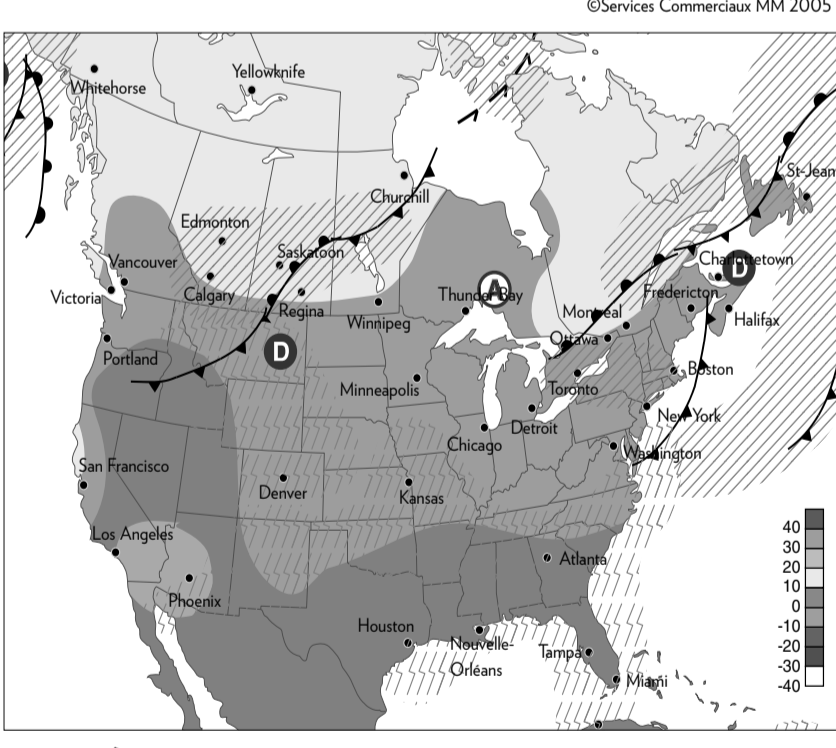 ©Services Commerciaux MM 2005
Whitehorse
Yellowknife
Churchill
St-Jean
Edmonton
Saskatoon
Vancouver
Calgary
Regina
Victoria
Winnipeg
Thunder Bay
A
Charlottetown
D
Fredericton
Halifax
Montreal
Ottawa
D
Portland
Minneapolis
Toronto
Boston
Detroit
New York
Chicago
Washington
San Francisco
Denver
Kansas
Los Angeles
Atlanta
Phoenix
Houston
Nouvelle-
Orléans
Tampa
Miami
40
30
20
10
0
-10
-20
-30
-40